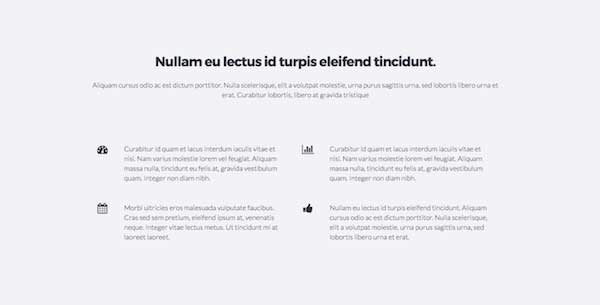 Nullam eu lectus id turpis eleifend tincidunt.
Aliquam cursus odio ac est dictum porttitor. Nulla scelerisque, elit a volutpat molestie, urna purus sagittis urna, sed lobortis libero urna et
erat. Curabitur lobortis, libero at gravida tristique
Curabitur id quam et lacus interdum iaculis vitae et
nisl. Nam varius molestie lorem vel feugiat. Aliquam
massa nulla, tincidunt eu felis at, gravida vestibulum
quam. Integer non diam nibh.
Curabitur id quam et lacus interdum iaculis vitae et
nisl. Nam varius molestie lorem vel feugiat. Aliquam
massa nulla, tincidunt eu felis at, gravida vestibulum
quam. Integer non diam nibh.
Morbi ultricies eros malesuada vulputate faucibus.
Cras sed sem pretium, eleifend ipsum at, venenatis
neque. Integer vitae lectus metus. Ut tincidunt mi at
laoreet laoreet.
Nullam eu lectus id turpis eleifend tincidunt. Aliquam
cursus odio ac est dictum porttitor. Nulla scelerisque,
elit a volutpat molestie, urna purus sagittis urna, sed
lobortis libero urna et erat.